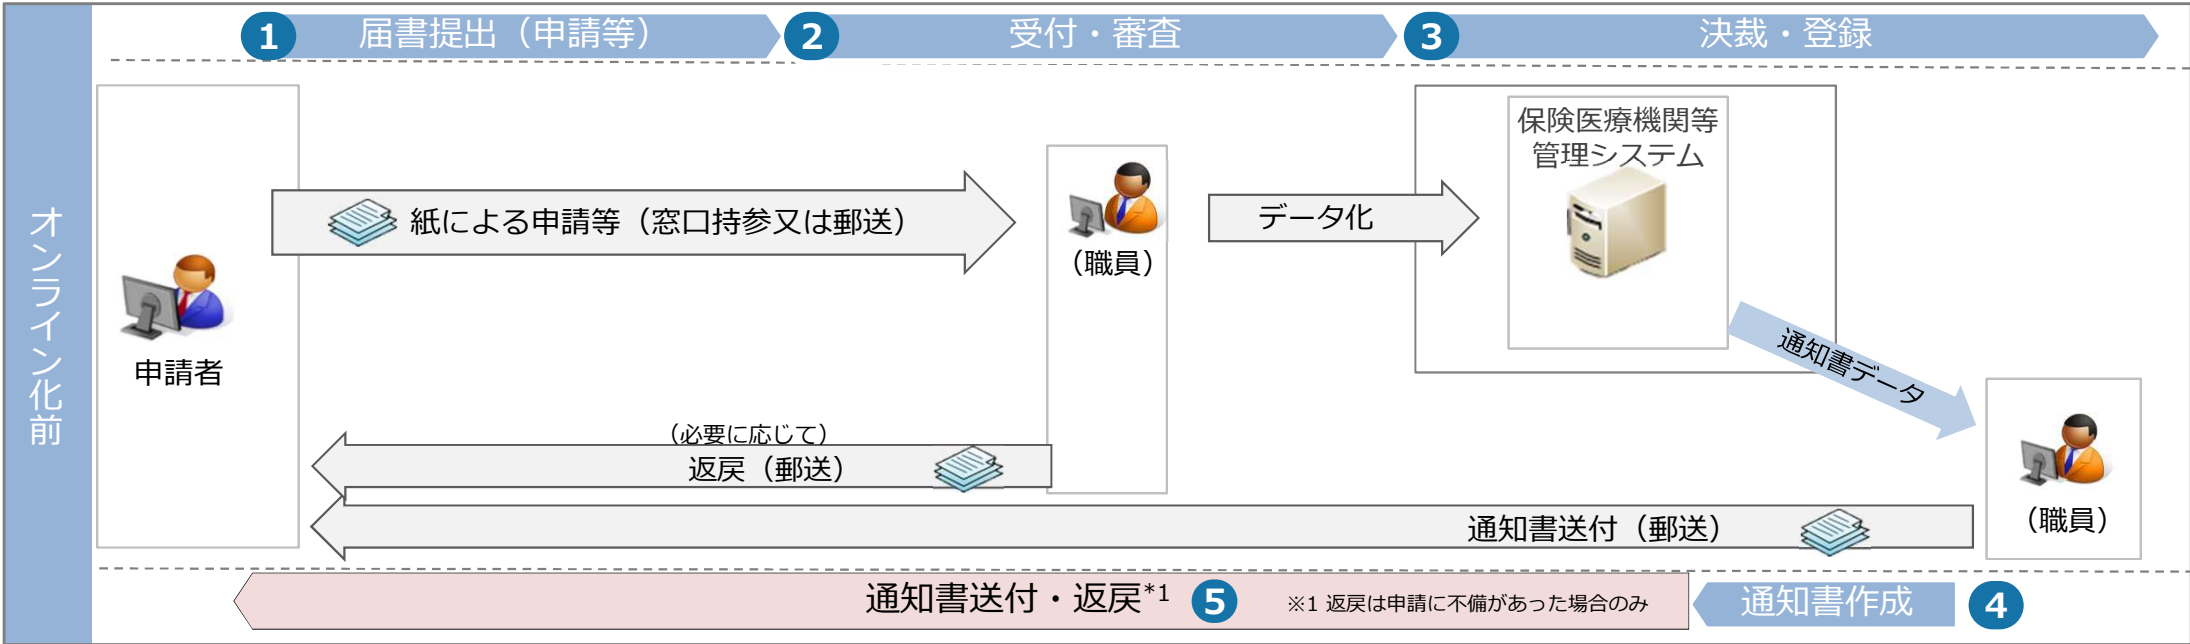 オンライン化前
1 届書提出（申請等）
2 受付・審査
3 決裁・登録
保険医療機関等
管理システム
紙による申請等（窓口持参又は郵送）
（職員）
データ化
申請者
通知書データ
（必要に応じて）
返戻（郵送）
通知書送付（郵送）
（職員）
通知書送付・返戻*1 5 ※1 返戻は申請に不備があった場合のみ
通知書作成 4